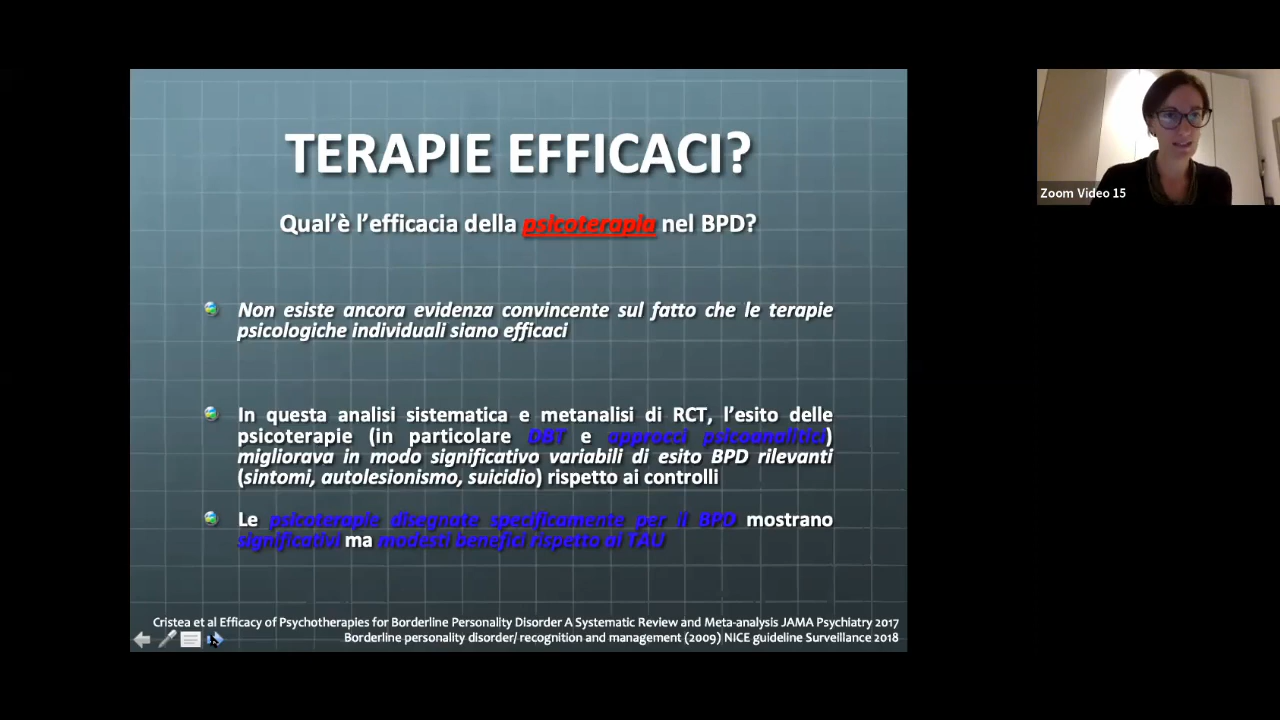 TERAPIE EFFICACI?
Qual'è l'efficacia della psicoterapia nel BPD?
Non esiste ancora evidenza convincente sul fatto che le terapie
psicologiche individuali siano efficaci
In questa analisi sistematica e metanalisi di RCT, l'esito delle
psicoterapie (in particolare DBT e approcci psicoanalitici)
migliorava in modo significativo variabili di esito BPD rilevanti
(sintomi, autolesionismo, suicidio) rispetto ai controlli
Le psicoterapie disegnate specificamente per il BPD mostrano
significativi ma modesti benefici rispetto al TAU
Cristea et al Efficacy of Psychotherapies for Borderline Personality Disorder A Systematic Review and Meta-analysis JAMA Psychiatry 2017
Borderline personality disorder/ recognition and management (2009) NICE guideline Surveillance 2018
Zoom Video 15